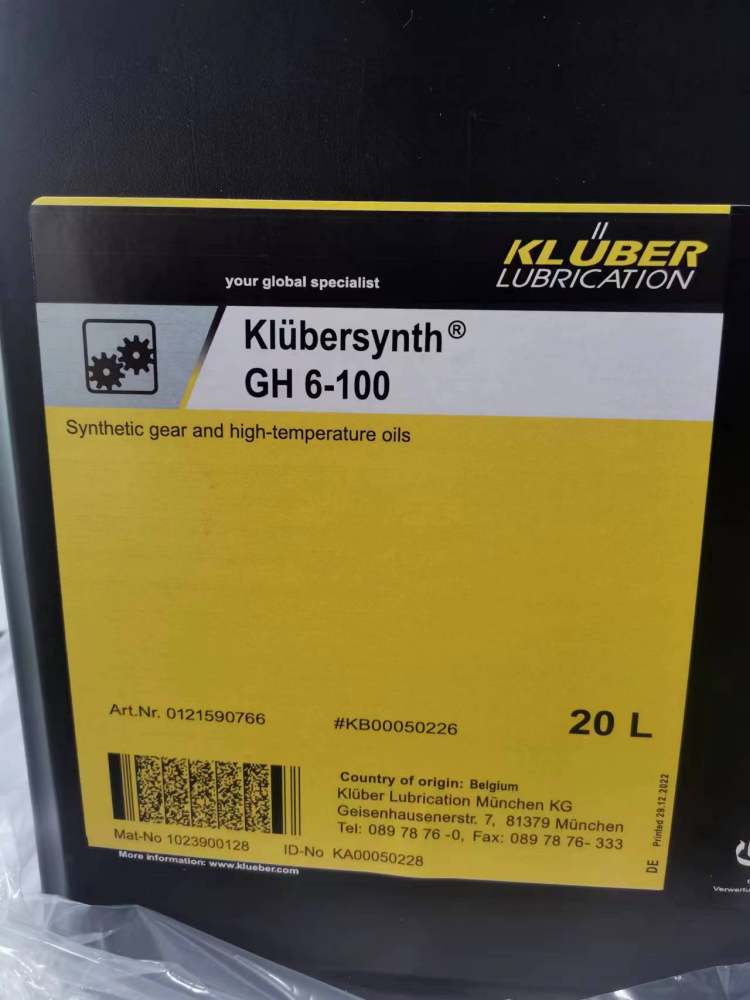 KLÜBER
LUBRICATION
your global specialist
Klübersynth®
GH 6-100
Synthetic gear and high-temperature oils
Art.Nr. 0121590766 #KB00050226 20 L
Country of origin: Belgium
Klüber Lubrication München KG
Geisenhausenerstr. 7, 81379 München
Tel: 089 78 76 -0, Fax: 089 78 76- 333
Mat-No 1023900128 ID-No KA00050228
More information: www.klueber.com
DE Printed 29.12.2022